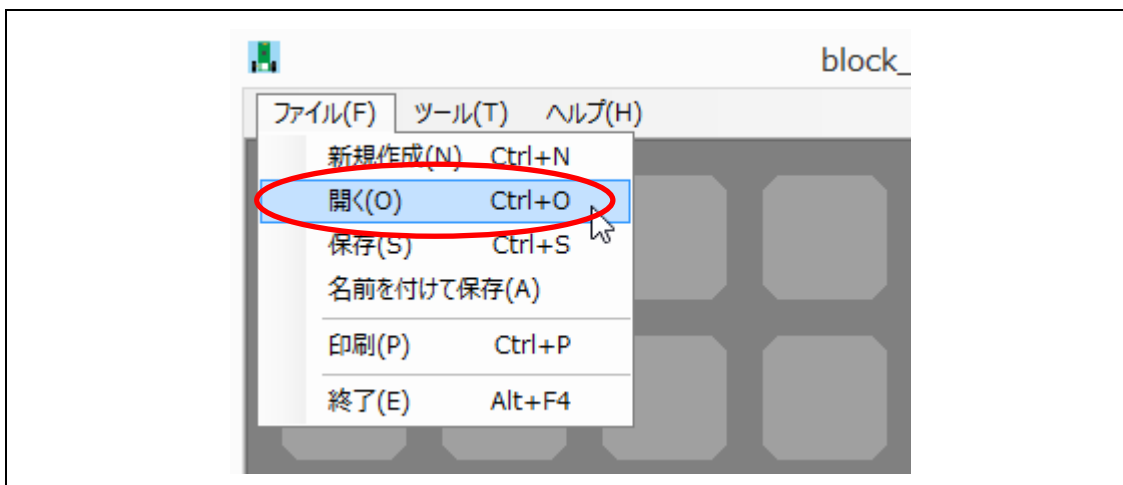 block_
ファイル(F) ツール(T) ヘルプ(H)
新規作成(N) Ctrl+N
開く(O) Ctrl+O
保存(S) Ctrl+S
名前を付けて保存(A)
印刷(P) Ctrl+P
終了(E) Alt+F4